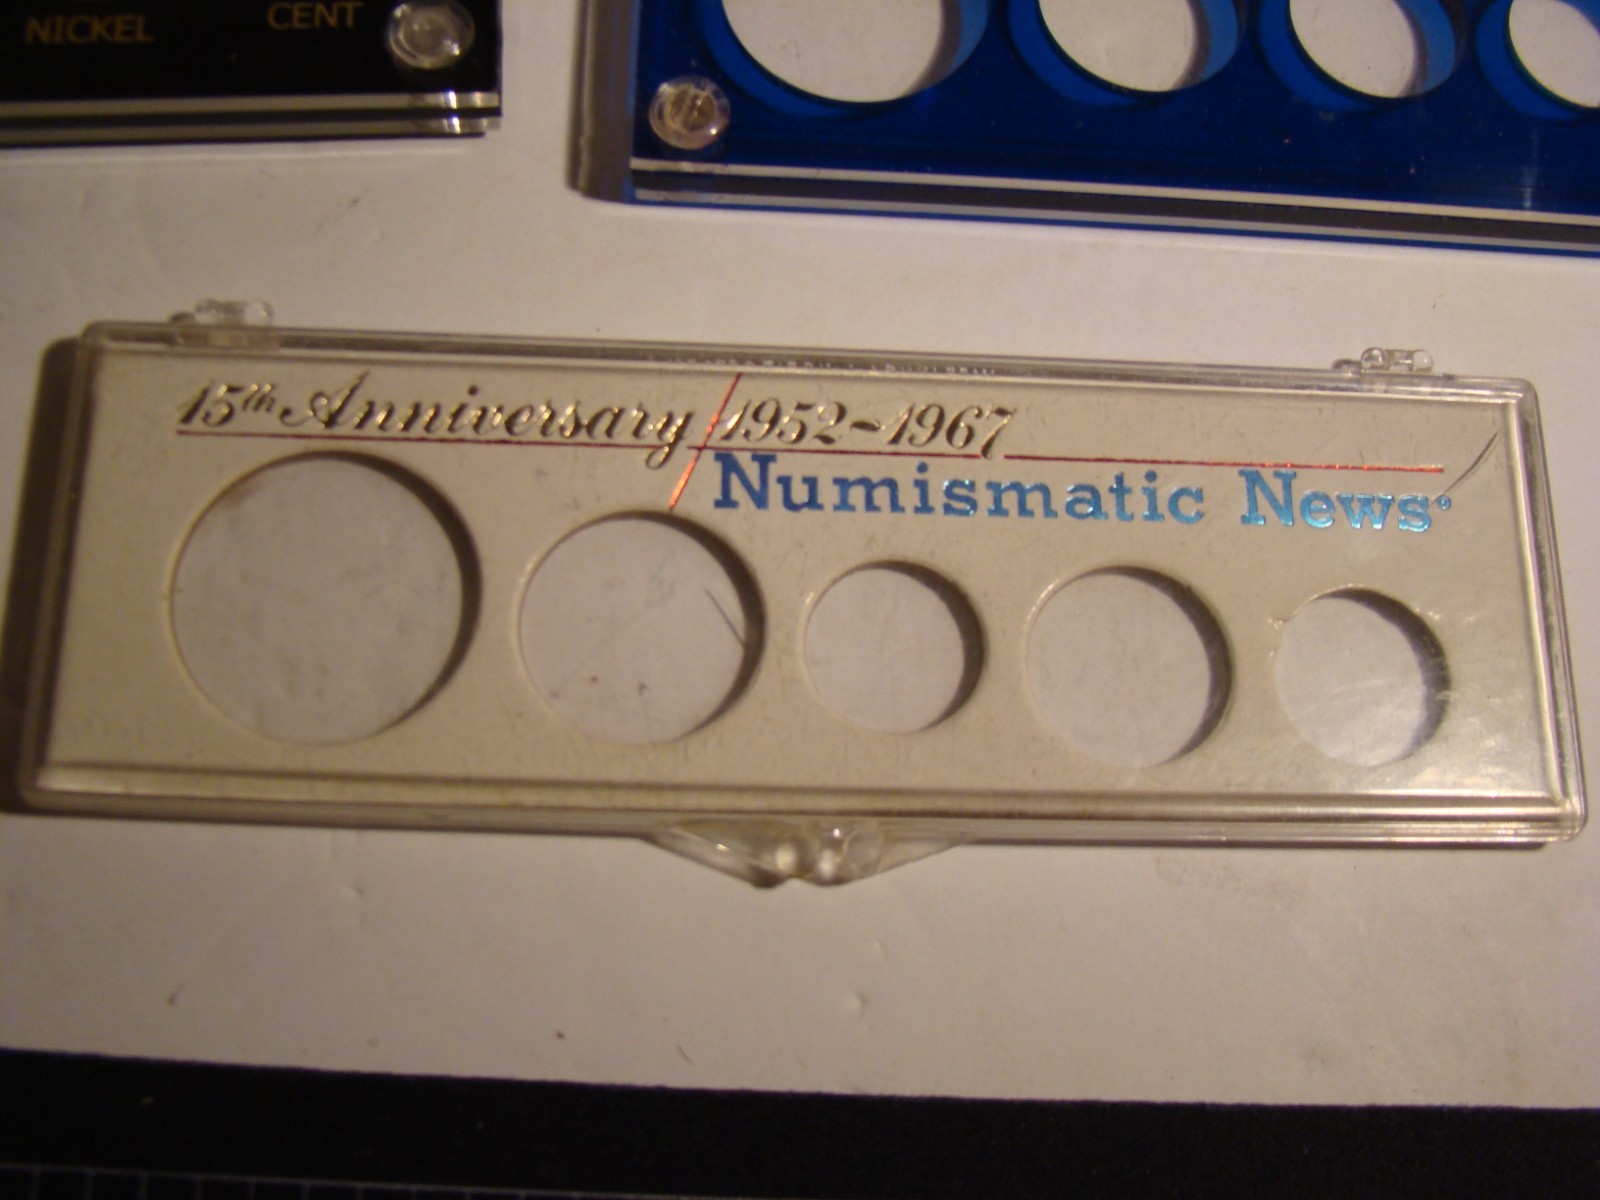 NICKEL CENT
15th Anniversary 1952-1967
Numismatic News